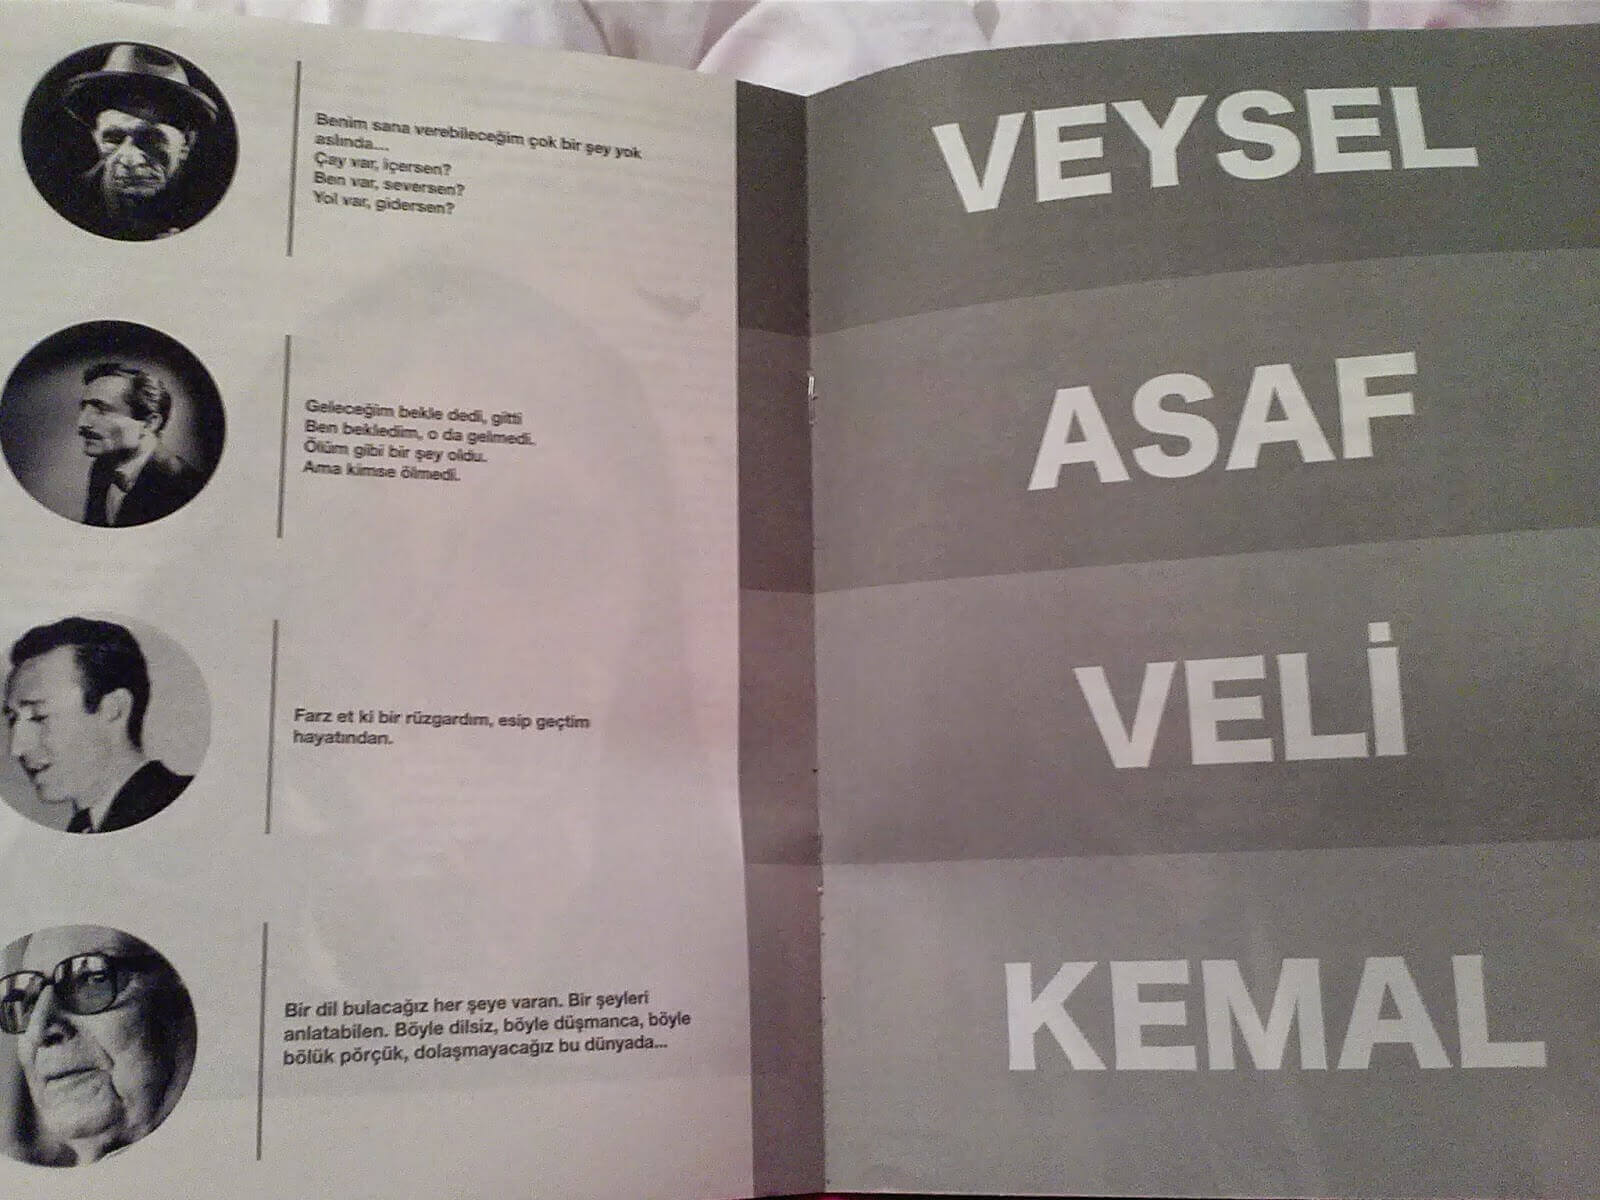 Benim sana verebileceğim çok bir şey yok
aslında....
Çay var, içersen?
Ben var, seversen?
Yol var, gidersen?
Geleceğim bekle dedi, gitti
Ben bekledim, o da gelmedi.
Ölüm gibi bir şey oldu.
Ama kimse ölmedi.
Farz et ki bir rüzgardım, esip geçtim
hayatından.
Bir dil bulacağız her şeye varan. Bir şeyleri
anlatabilen. Böyle dilsiz, böyle düşmanca, böyle
bölük pörçük, dolaşmayacağız bu dünyada...
VEYSEL
ASAF
VELİ
KEMAL